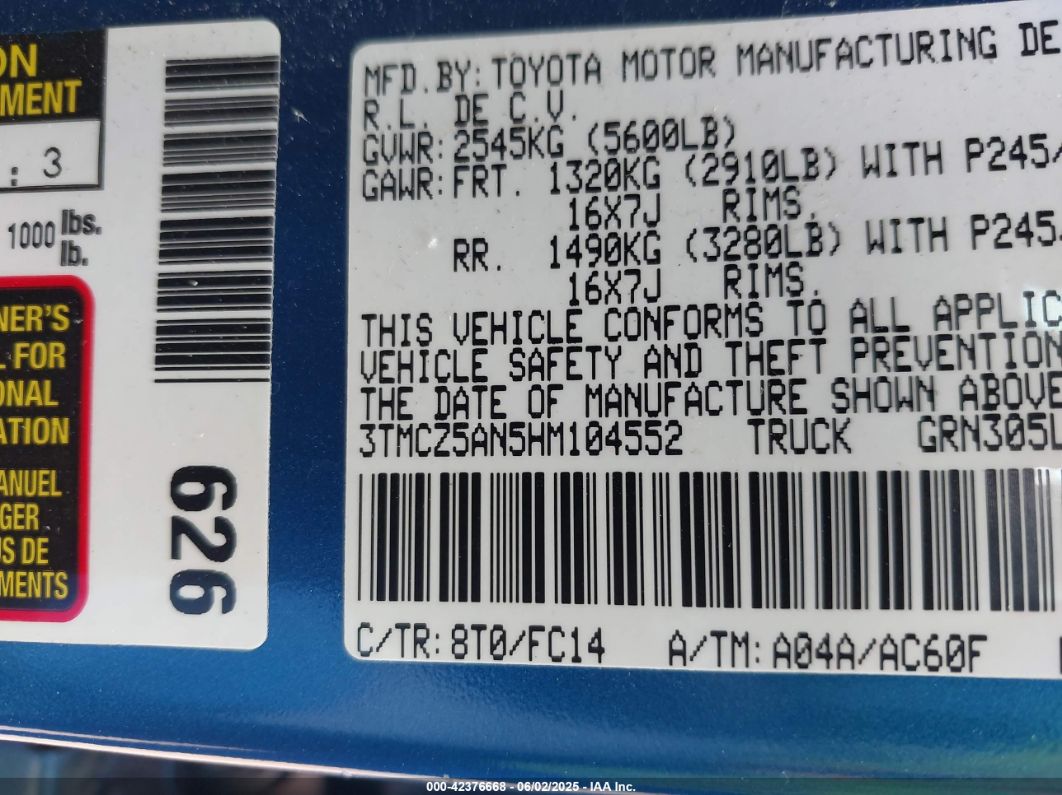 ON
MENT
: 3
1000 lbs.
lb.
NER'S
L FOR
ONAL
ATION
ANUEL
GER
US DE
MENTS
626
MFD.BY:TOYOTA MOTOR MANUFACTURING DE
R.L. DE C.V.
GVWR:2545KG (5600LB)
GAWR:FRT. 1320KG (2910LB) WITH P245/
16X7J RIMS,
RR. 1490KG (3280LB) WITH P245/
16X7J RIMS,
THIS VEHICLE CONFORMS TO ALL APPLIC
VEHICLE SAFETY AND THEFT PREVENTION
THE DATE OF MANUFACTURE SHOWN ABOVE
3TMCZ5AN5HM104552 TRUCK GRN305L
C/TR:8T0/FC14 A/TM:A04A/AC60F
000-42376668 - 06/02/2025 - IAA Inc.